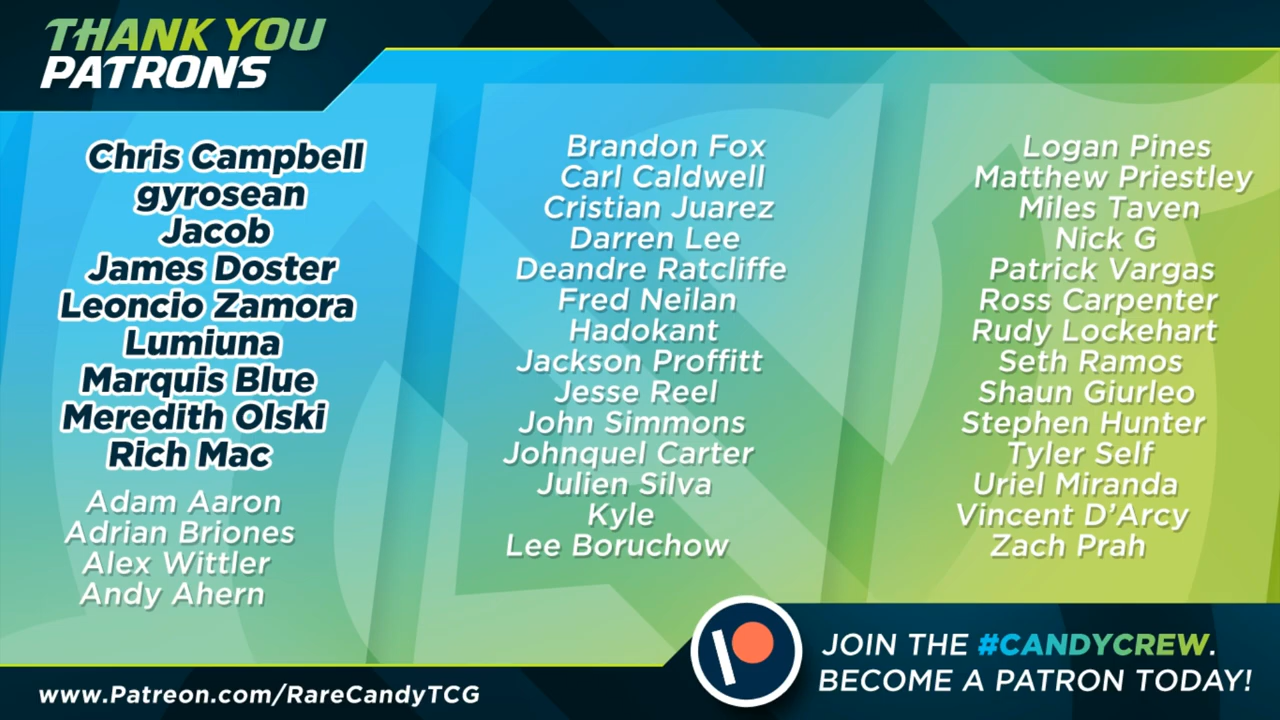 THANK YOU
PATRONS
Chris Campbell
gyrosean
Jacob
James Doster
Leoncio Zamora
Lumiuna
Marquis Blue
Meredith Olski
Rich Mac
Adam Aaron
Adrian Briones
Alex Wittler
Andy Ahern
Brandon Fox
Carl Caldwell
Cristian Juarez
Darren Lee
Deandre Ratcliffe
Fred Neilan
Hadokant
Jackson Proffitt
Jesse Reel
John Simmons
Johnquel Carter
Julien Silva
Kyle
Lee Boruchow
Logan Pines
Matthew Priestley
Miles Taven
Nick G
Patrick Vargas
Ross Carpenter
Rudy Lockehart
Seth Ramos
Shaun Giurleo
Stephen Hunter
Tyler Self
Uriel Miranda
Vincent D’Arcy
Zach Prah
www.Patreon.com/RareCandyTCG
JOIN THE #CANDYCREW.
BECOME A PATRON TODAY!